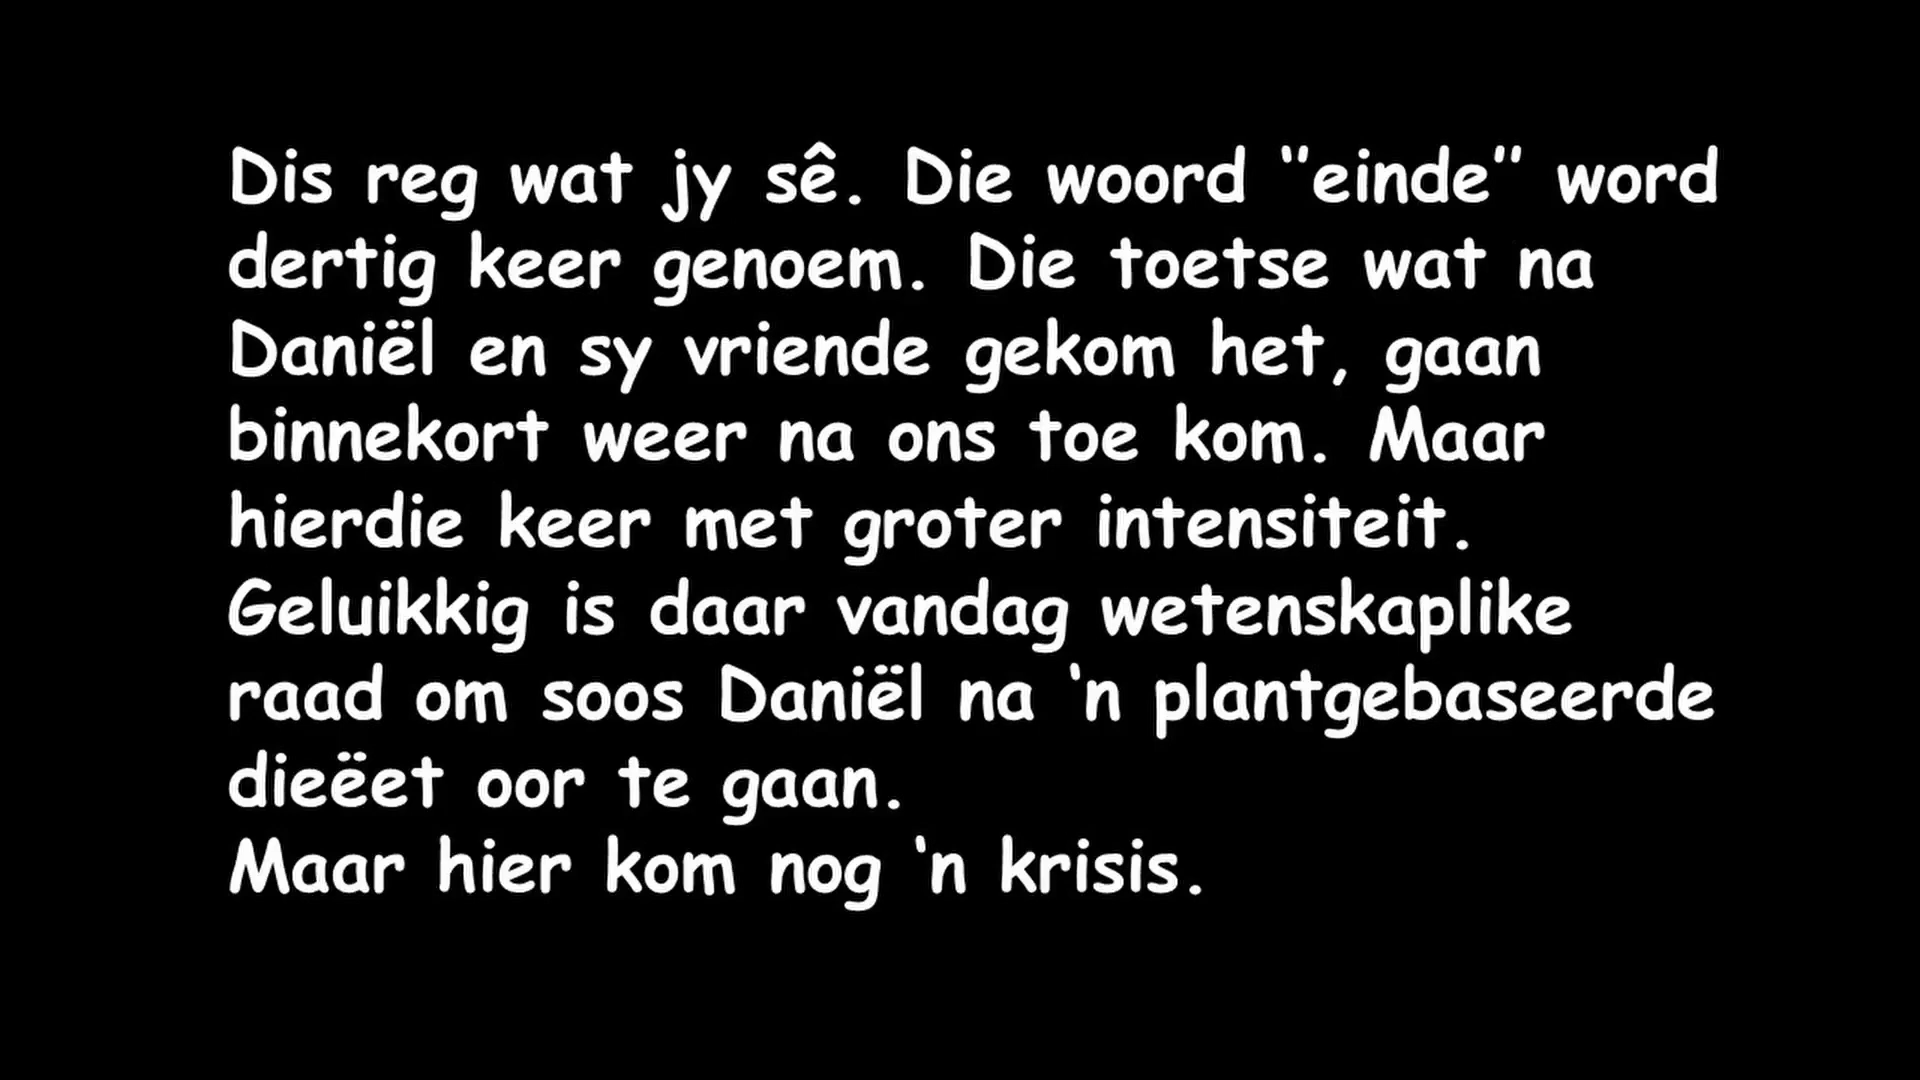 Dis reg wat jy sê. Die woord "einde" word
dertig keer genoem. Die toetse wat na
Daniël en sy vriende gekom het, gaan
binnekort weer na ons toe kom. Maar
hierdie keer met groter intensiteit.
Geluikkig is daar vandag wetenskaplike
raad om soos Daniël na ‘n plantgebaseerde
dieëet oor te gaan.
Maar hier kom nog ‘n krisis.